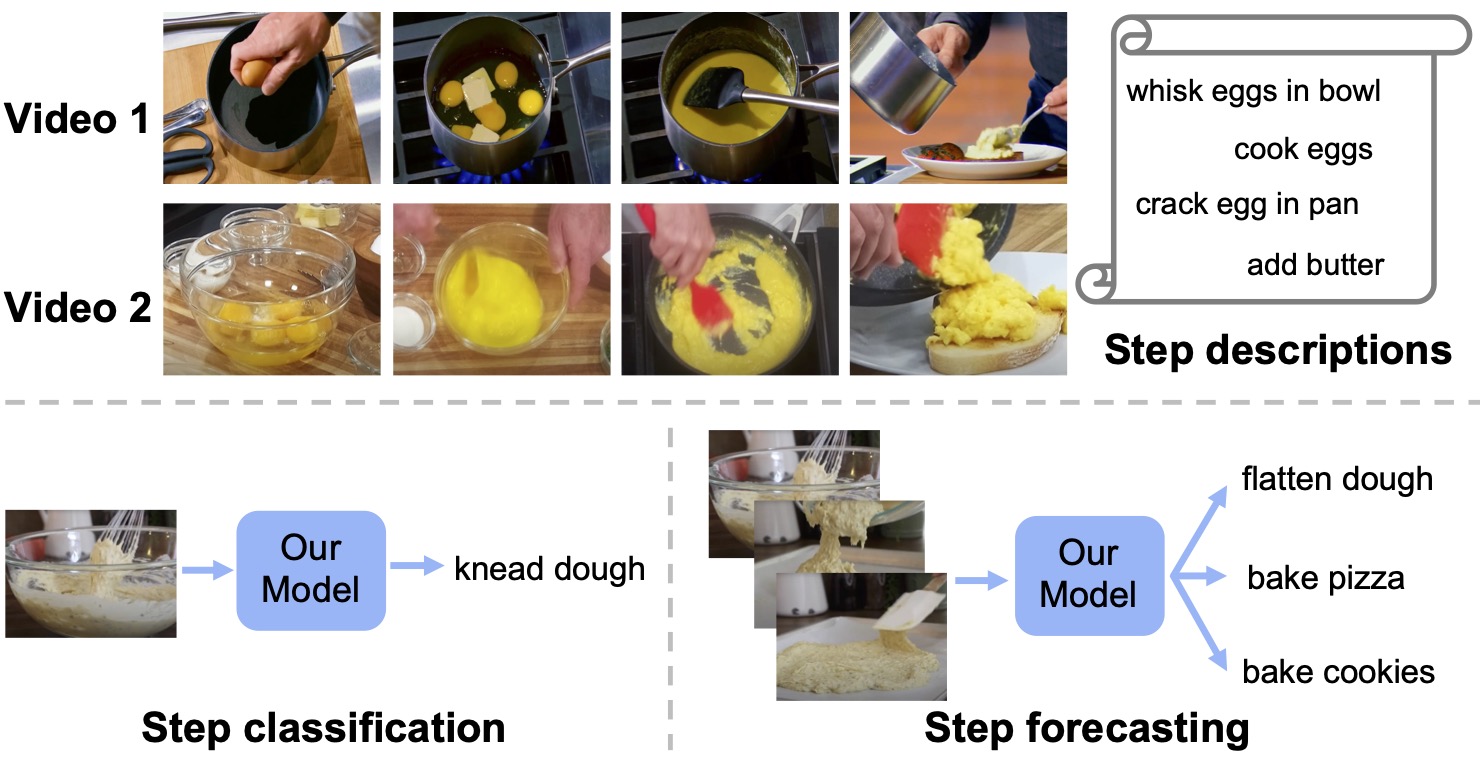 Video 1
whisk eggs in bowl
cook eggs
crack egg in pan
add butter
Video 2
Step descriptions
Our
Model
knead dough
Step classification
Our
Model
flatten dough
bake pizza
bake cookies
Step forecasting